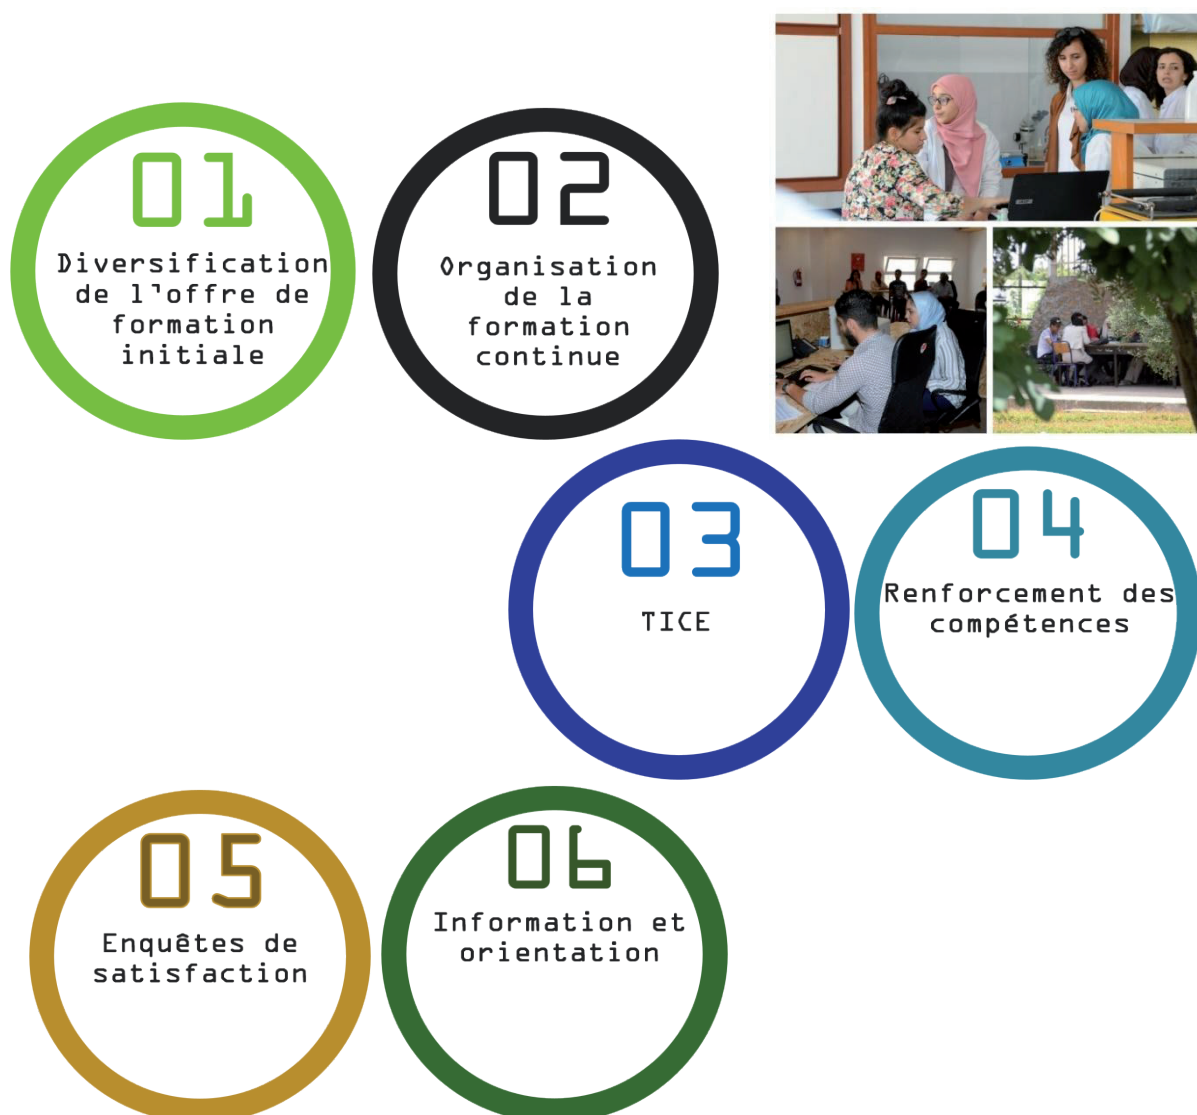 01
Diversification
de l'offre de
formation
initiale
02
Organisation
de la
formation
continue
03
TICE
04
Renforcement des
compétences
05
Enquêtes de
satisfaction
06
Information et
orientation